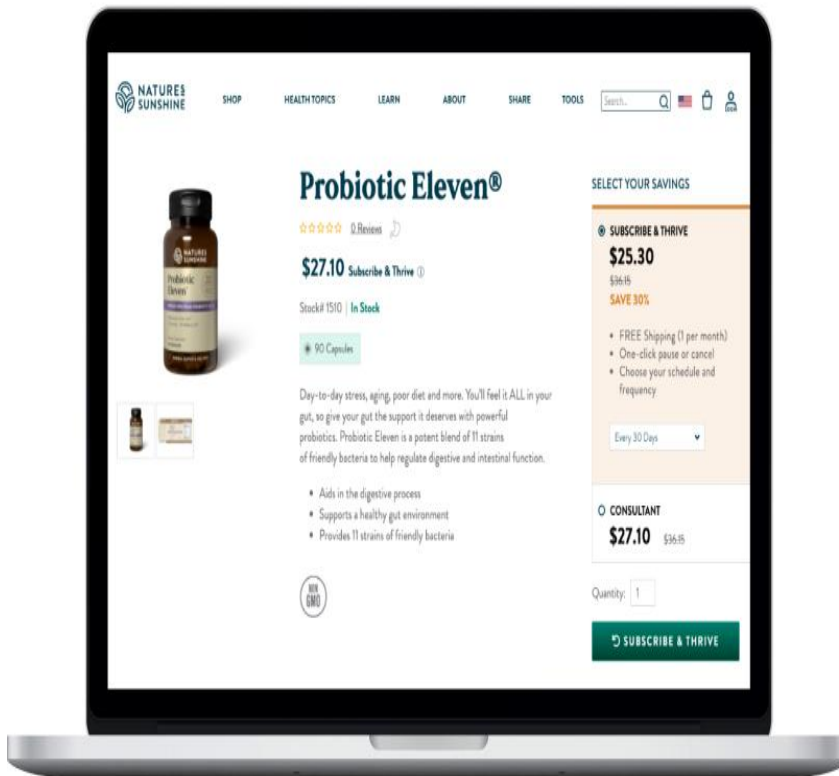 NATURE'S
SUNSHINE
SHOP
HEALTH TOPICS
LEARN
ABOUT
SHARE
TOOLS
Search...
Probiotic Eleven®
0 Reviews
$27.10 Subscribe & Thrive
Stock# 1510 | In Stock
90 Capsules
Day-to-day stress, aging, poor diet and more. You'll feel it ALL in your
gut, so give your gut the support it deserves with powerful
probiotics. Probiotic Eleven is a potent blend of 11 strains
of friendly bacteria to help regulate digestive and intestinal function.
• Aids in the digestive process
• Supports a healthy gut environment
• Provides 11 strains of friendly bacteria
NON
GMO
NATURE'S
SUNSHINE
Probiotic
Eleven
SELECT YOUR SAVINGS
SUBSCRIBE & THRIVE
$25.30
$36.15
SAVE 30%
• FREE Shipping (1 per month)
• One-click pause or cancel
• Choose your schedule and
frequency
Every 30 Days
CONSULTANT
$27.10 $36.15
Quantity: 1
SUBSCRIBE & THRIVE